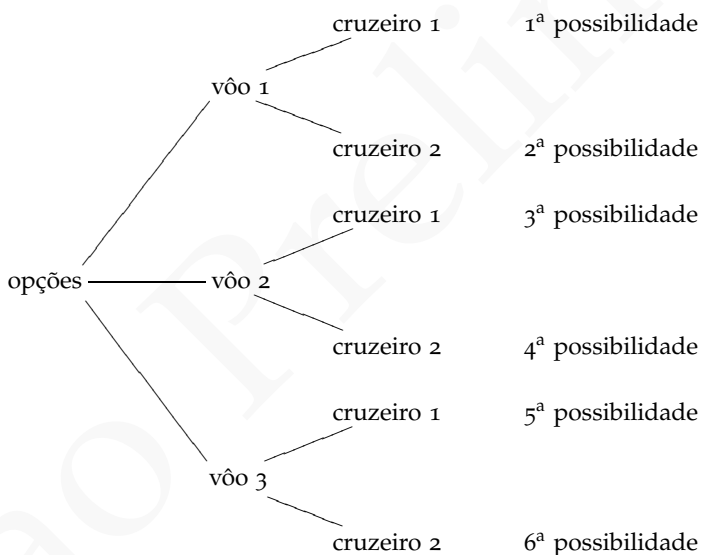 cruzeiro 1 1ª possibilidade
vôo 1
cruzeiro 2 2ª possibilidade
cruzeiro 1 3ª possibilidade
opções vôo 2
cruzeiro 2 4ª possibilidade
cruzeiro 1 5ª possibilidade
vôo 3
cruzeiro 2 6ª possibilidade